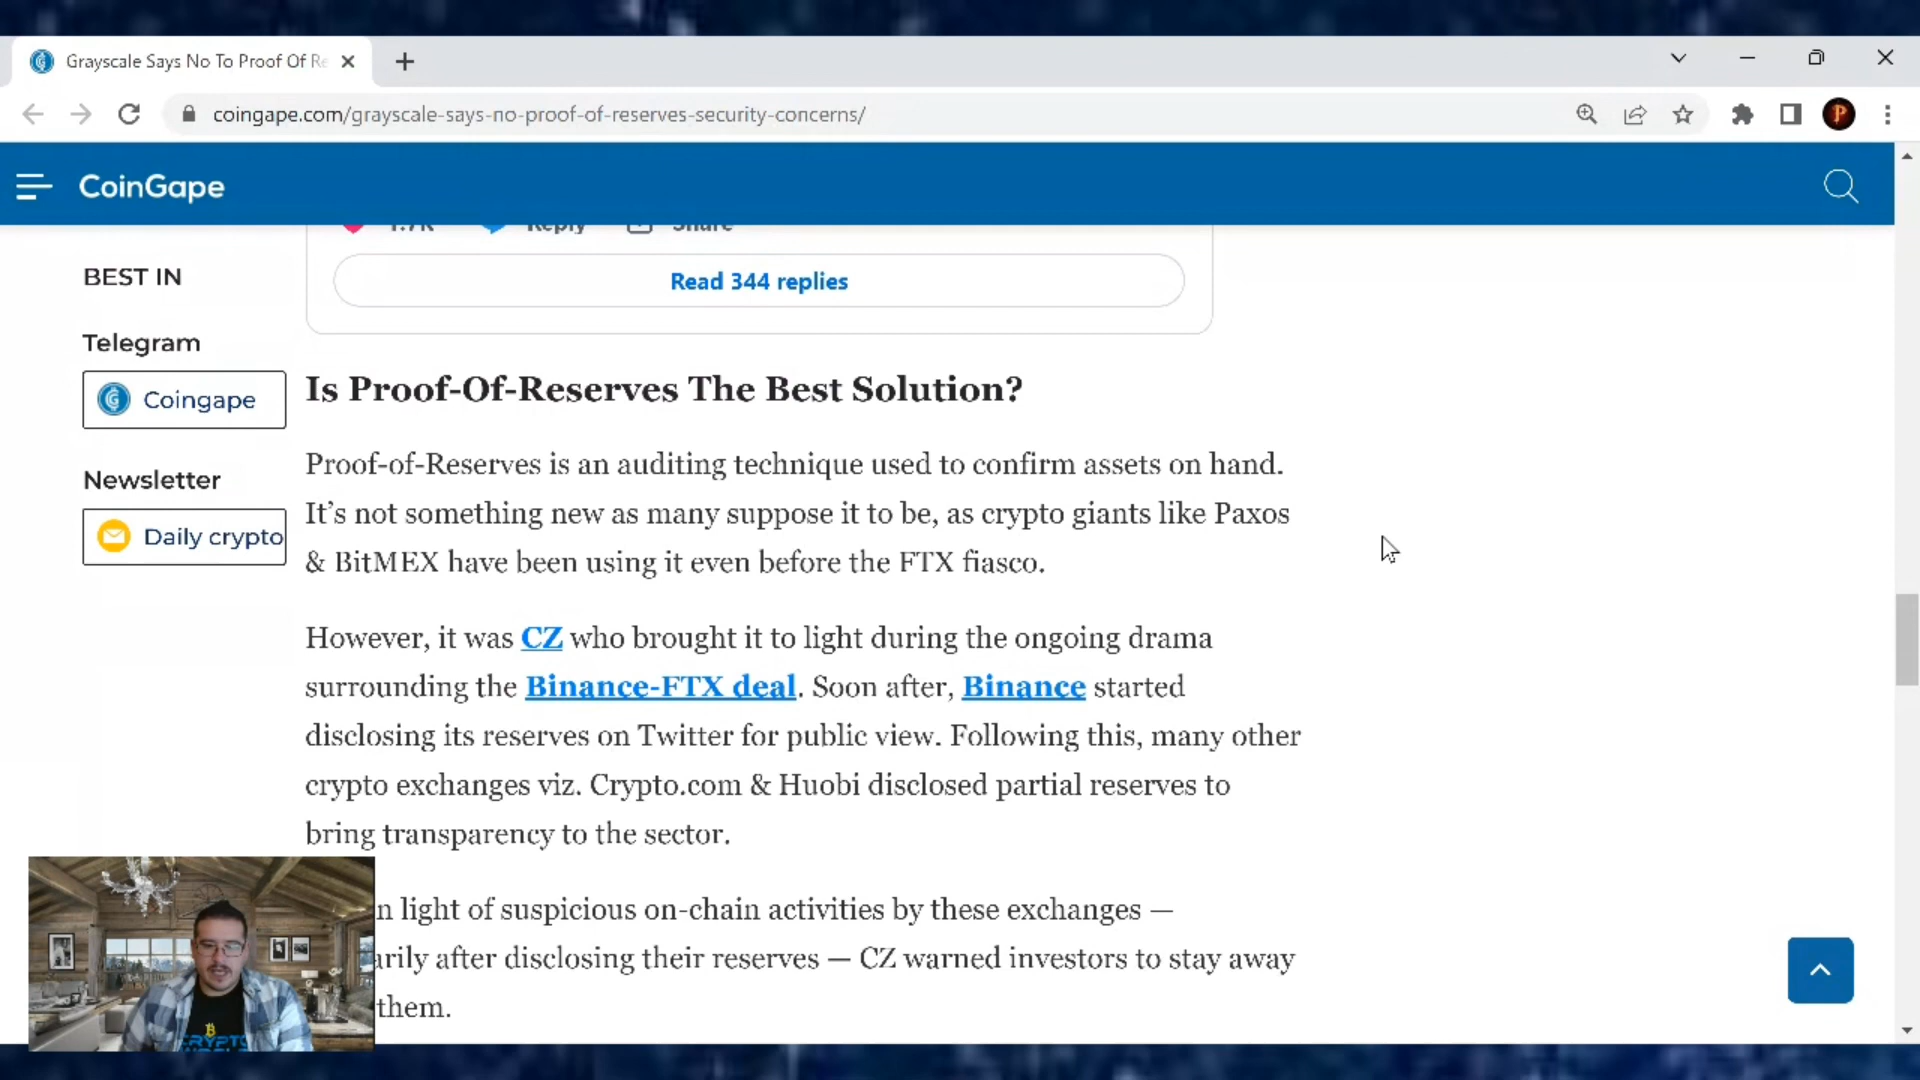 Grayscale Says No To Proof Of Re
coingape.com/grayscale-says-no-proof-of-reserves-security-concerns/
CoinGape
1.7K Reply Share
BEST IN
Read 344 replies
Telegram
Coingape
Is Proof-Of-Reserves The Best Solution?
Newsletter
Daily crypto
Proof-of-Reserves is an auditing technique used to confirm assets on hand.
It’s not something new as many suppose it to be, as crypto giants like Paxos
& BitMEX have been using it even before the FTX fiasco.
However, it was CZ who brought it to light during the ongoing drama
surrounding the Binance-FTX deal. Soon after, Binance started
disclosing its reserves on Twitter for public view. Following this, many other
crypto exchanges viz. Crypto.com & Huobi disclosed partial reserves to
bring transparency to the sector.
n light of suspicious on-chain activities by these exchanges —
arily after disclosing their reserves — CZ warned investors to stay away
them.
CRYPTO